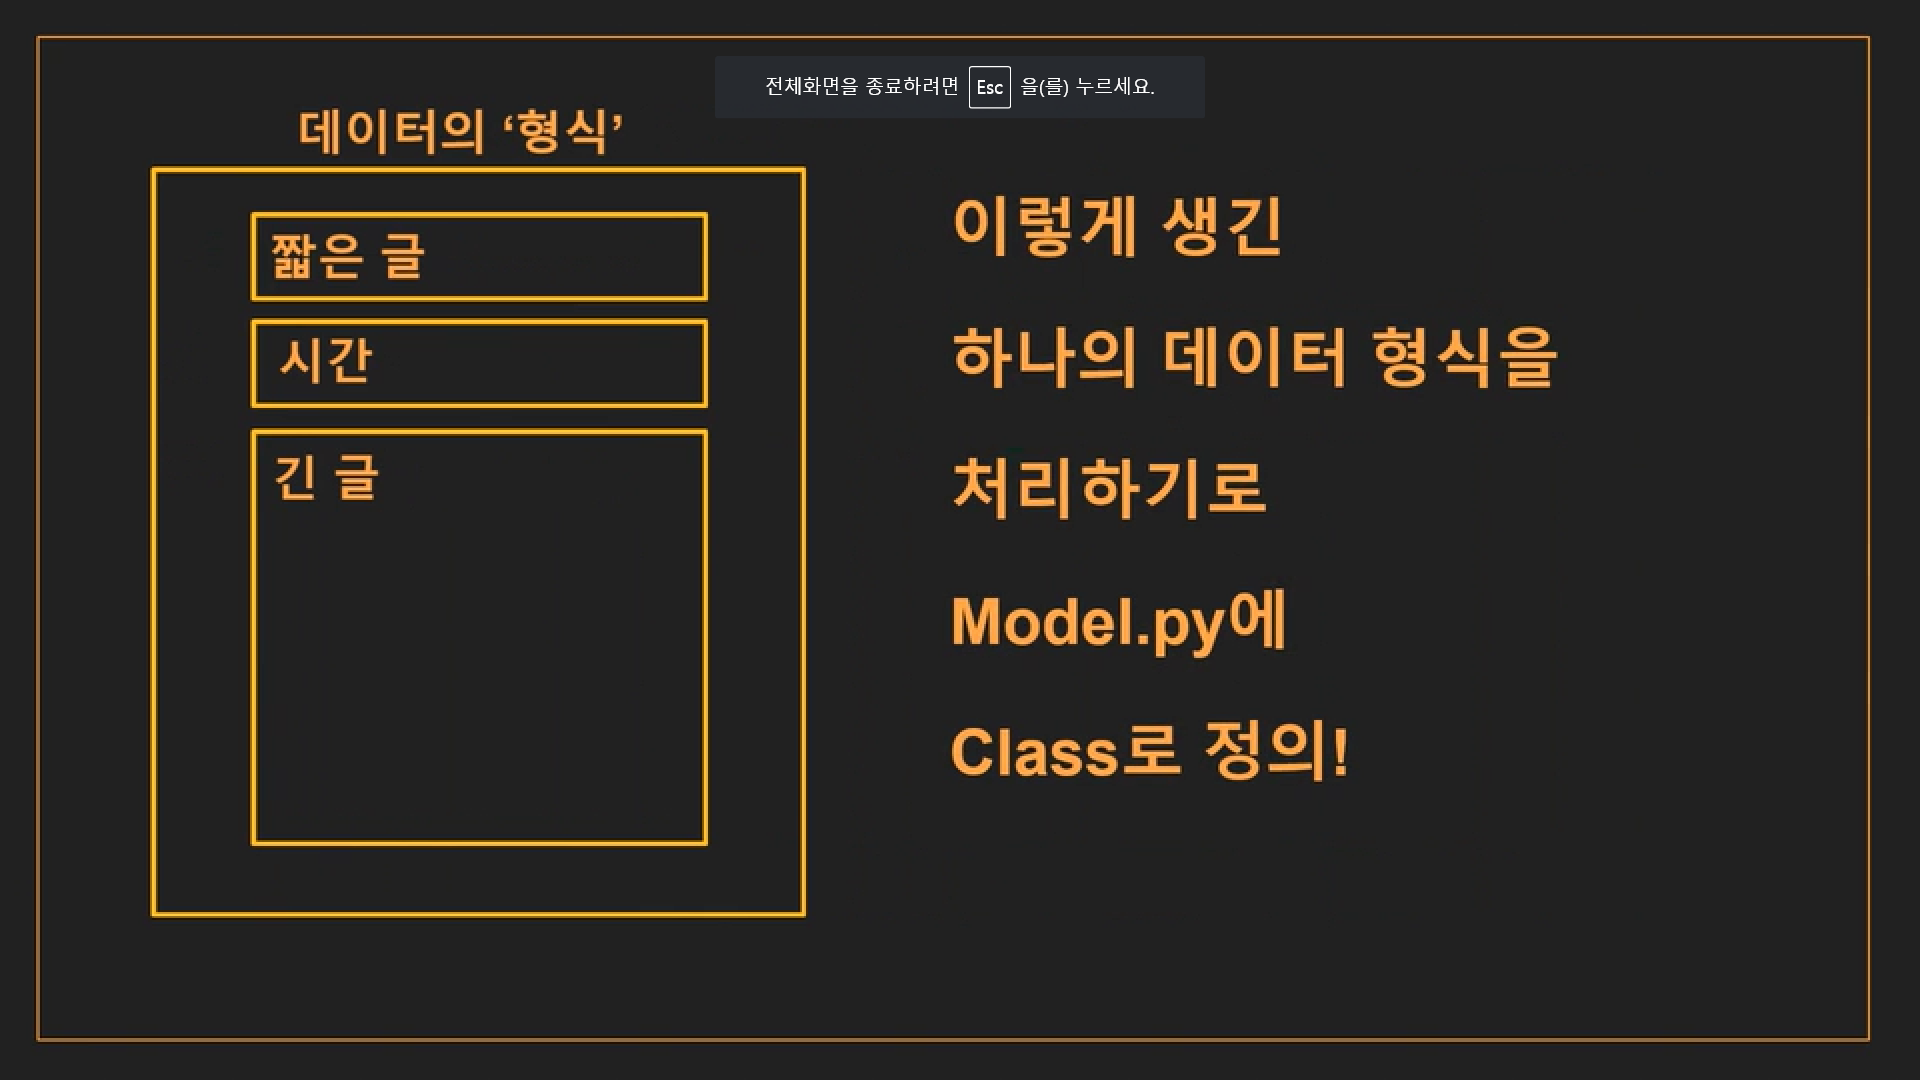 전체화면을 종료하려면 Esc 을(를) 누르세요.
데이터의 ‘형식’
짧은 글
시간
긴 글
이렇게 생긴
하나의 데이터 형식을
처리하기로
Model.py에
Class로 정의!